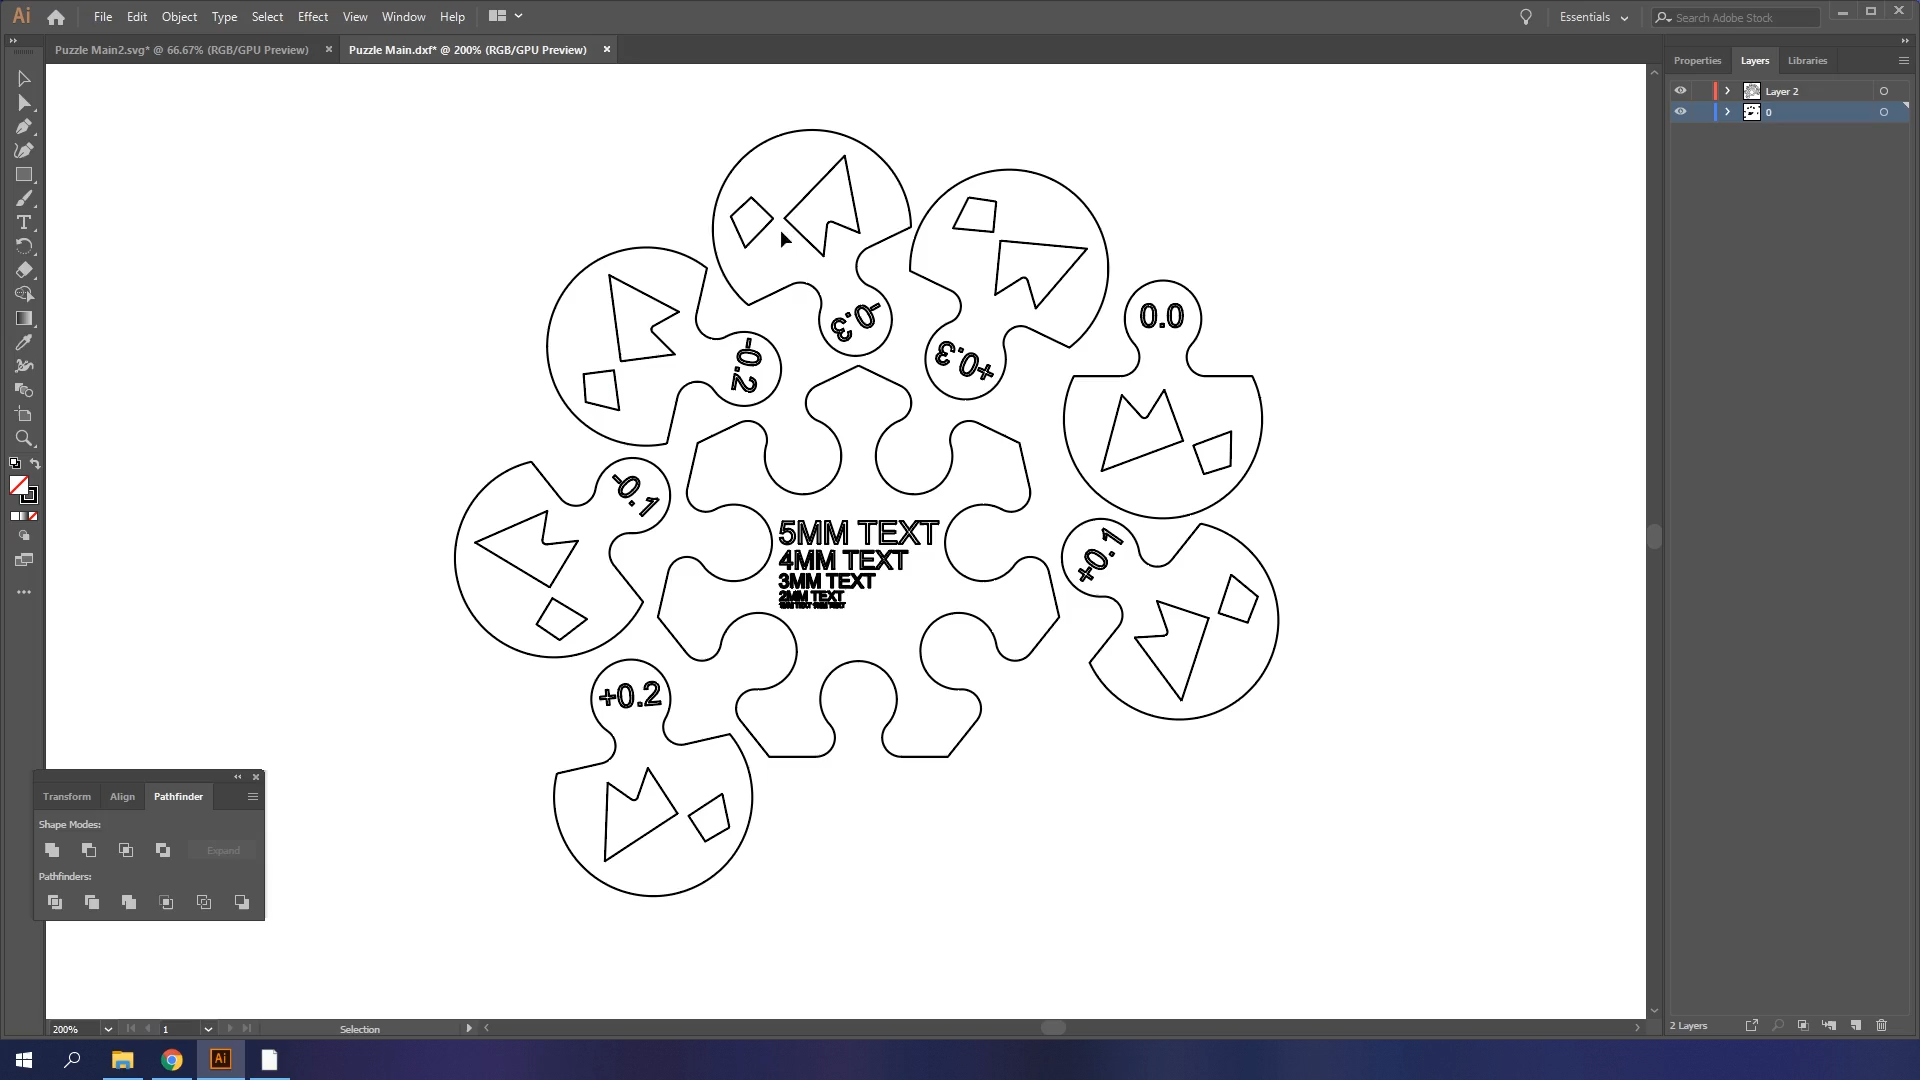 Ai File Edit Object Type Select Effect View Window Help Essentials Search Adobe Stock
Puzzle Main2.svg* @ 66.67% (RGB/GPU Preview) Puzzle Main.dxf* @ 200% (RGB/GPU Preview)
Properties Layers Libraries
Layer 2
0
-0.3
+0.3
0.0
-0.2
-0.1
+0.1
+0.2
5MM TEXT
4MM TEXT
3MM TEXT
2MM TEXT
Transform Align Pathfinder
Shape Modes:
Expand
Pathfinders:
200% 1 Selection
2 Layers
Ai